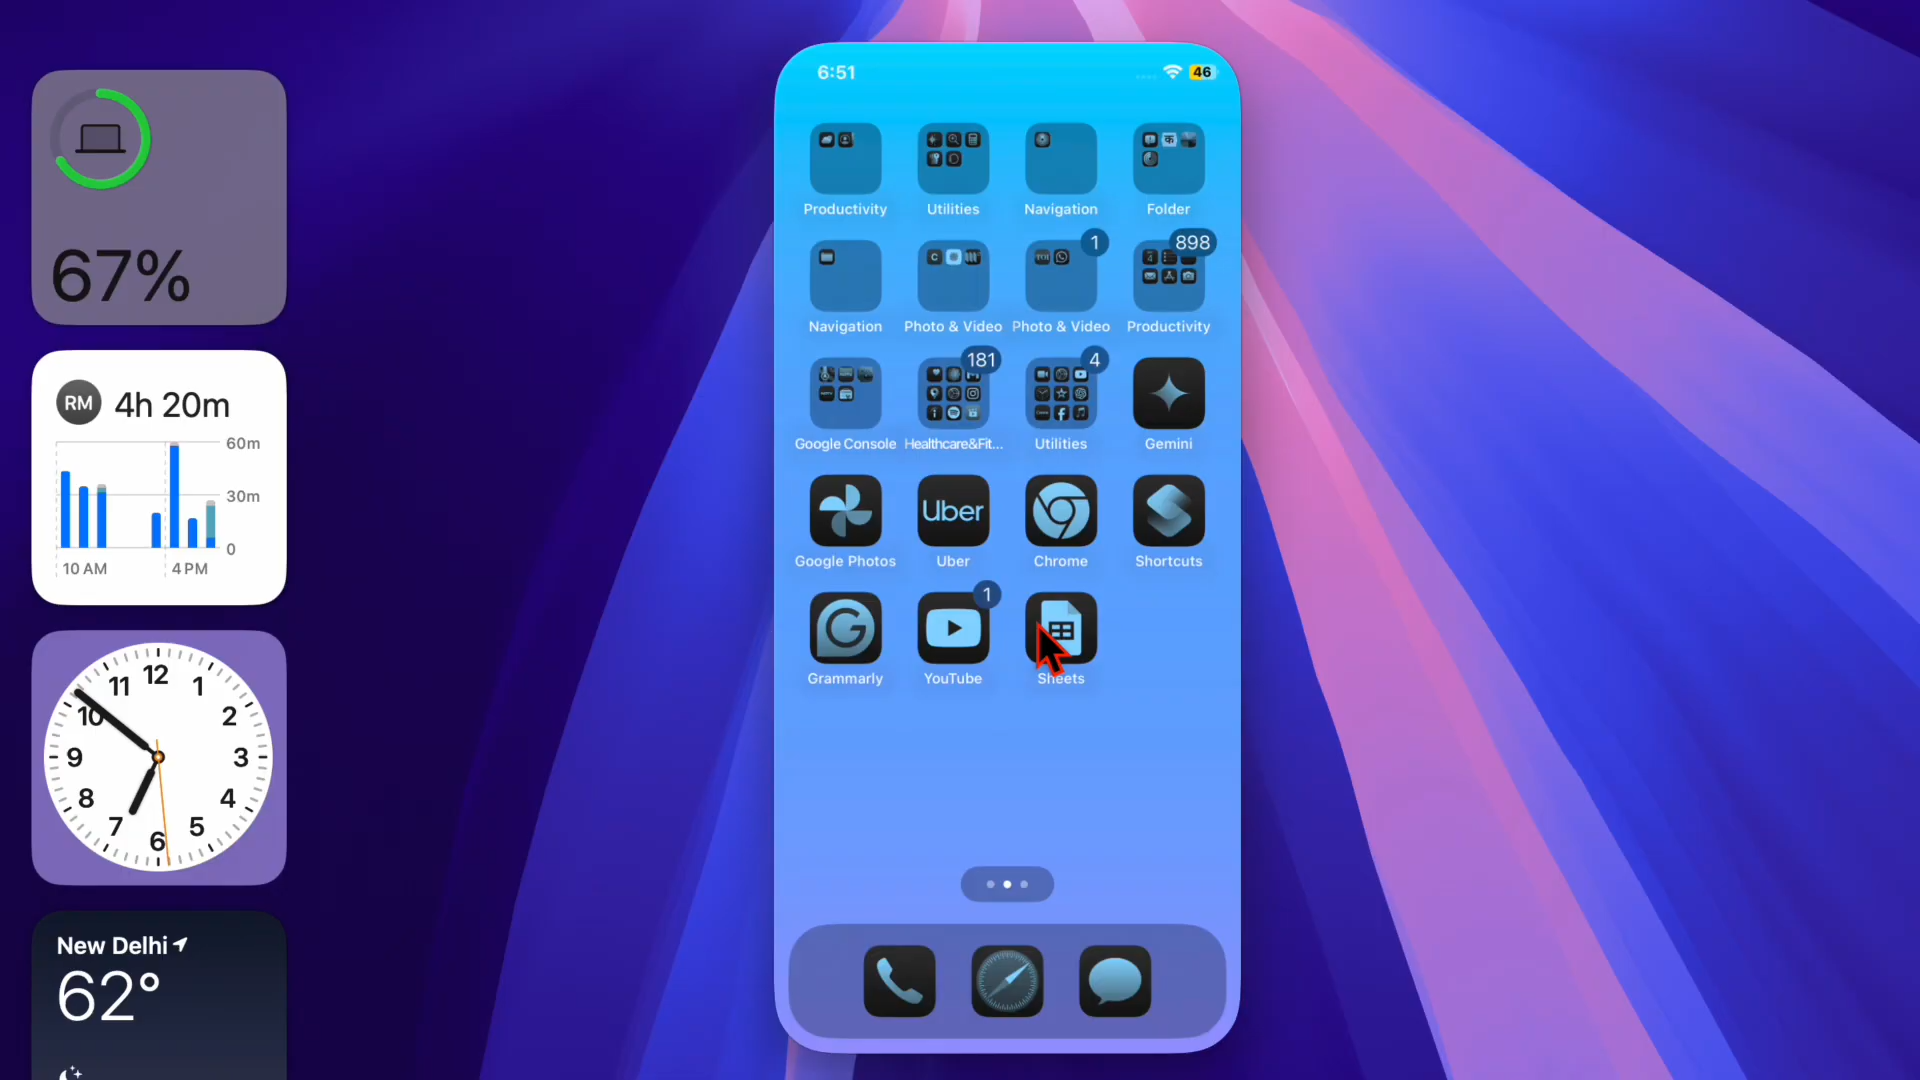 67%
RM 4h 20m
60m
30m
0
10 AM 4 PM
12
11 1
10 2
9 3
8 4
7 5
6
New Delhi
62°
6:51 46
Productivity Utilities Navigation Folder
1 898
Navigation Photo & Video Photo & Video Productivity
181 4
Google Console Healthcare&Fit... Utilities Gemini
Uber
Google Photos Uber Chrome Shortcuts
1
Grammarly YouTube Sheets